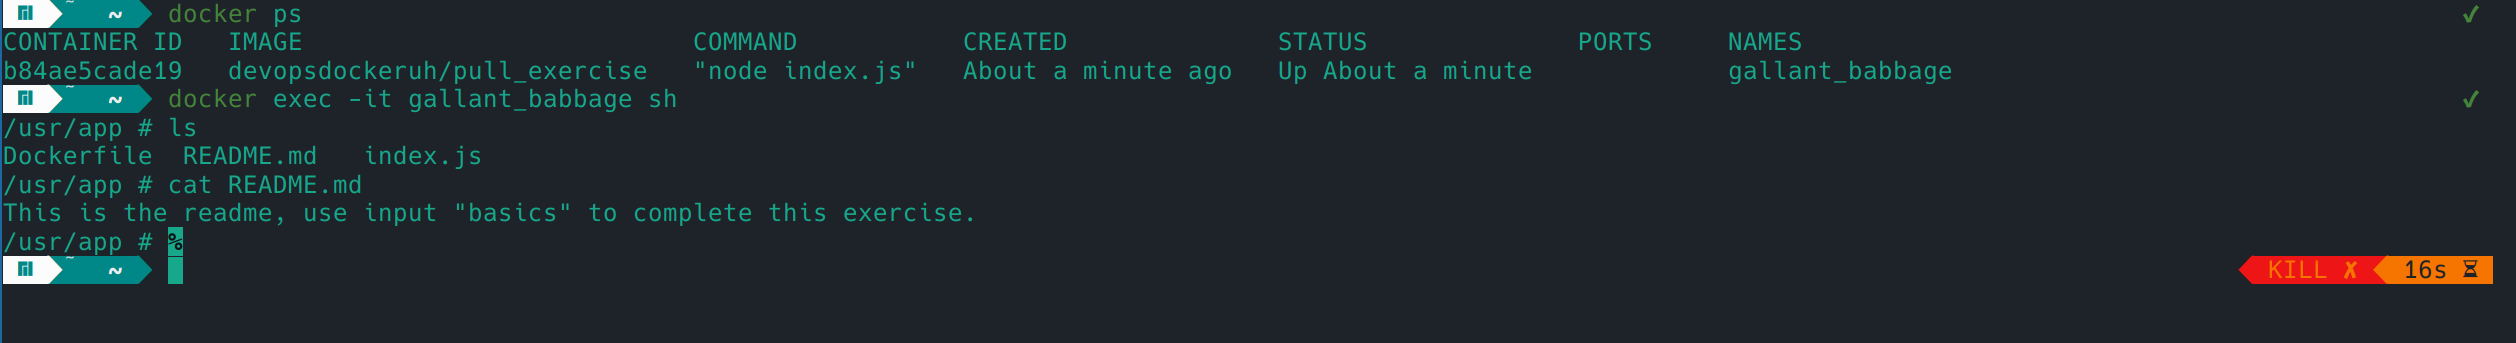 ~ docker ps ✓
CONTAINER ID IMAGE COMMAND CREATED STATUS PORTS NAMES
b84ae5cade19 devopsdockeruh/pull_exercise "node index.js" About a minute ago Up About a minute gallant_babbage
~ docker exec -it gallant_babbage sh ✓
/usr/app # ls
Dockerfile README.md index.js
/usr/app # cat README.md
This is the readme, use input "basics" to complete this exercise.
/usr/app # %
~ KILL ✘ 16s ⌛